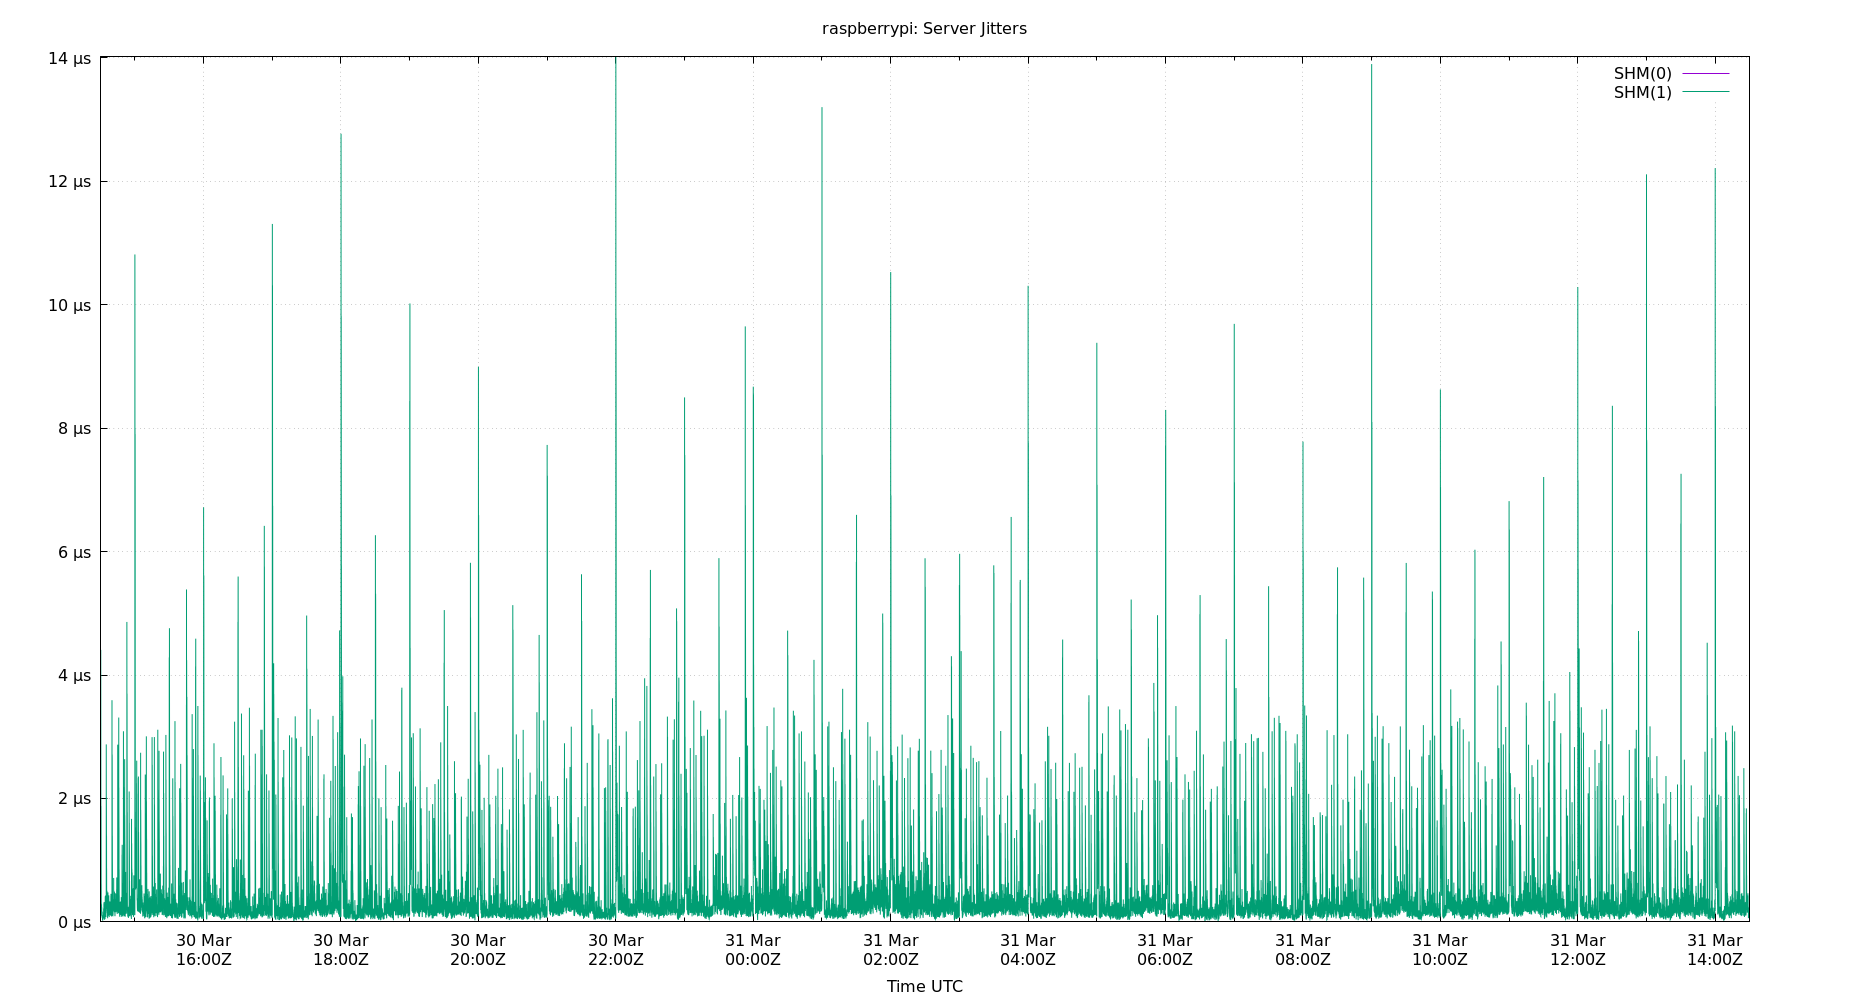 raspberrypi: Server Jitters
14 µs
12 µs
10 µs
8 µs
6 µs
4 µs
2 µs
0 µs
SHM(0)
SHM(1)
30 Mar 30 Mar 30 Mar 30 Mar 31 Mar 31 Mar 31 Mar 31 Mar 31 Mar 31 Mar 31 Mar 31 Mar
16:00Z 18:00Z 20:00Z 22:00Z 00:00Z 02:00Z 04:00Z 06:00Z 08:00Z 10:00Z 12:00Z 14:00Z
Time UTC